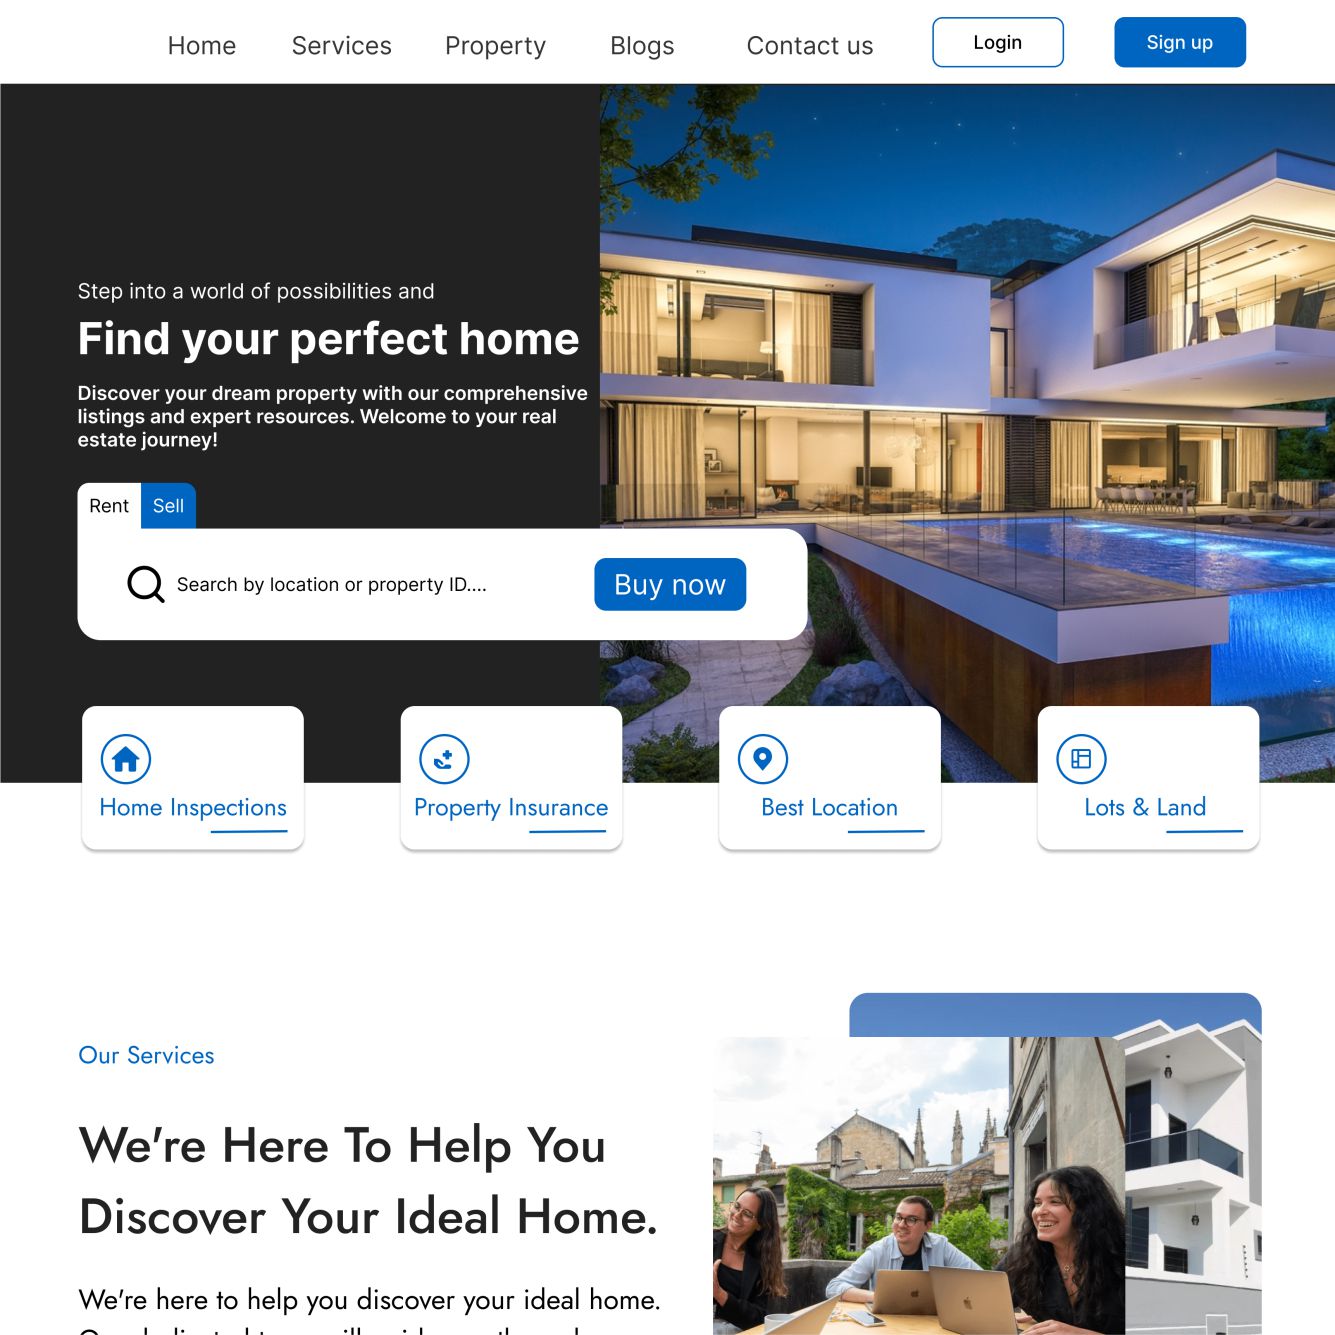 Home Services Property Blogs Contact us Login Sign up
Step into a world of possibilities and
Find your perfect home
Discover your dream property with our comprehensive
listings and expert resources. Welcome to your real
estate journey!
Rent Sell
Search by location or property ID.... Buy now
Home Inspections Property Insurance Best Location Lots & Land
Our Services
We're Here To Help You
Discover Your Ideal Home.
We're here to help you discover your ideal home.